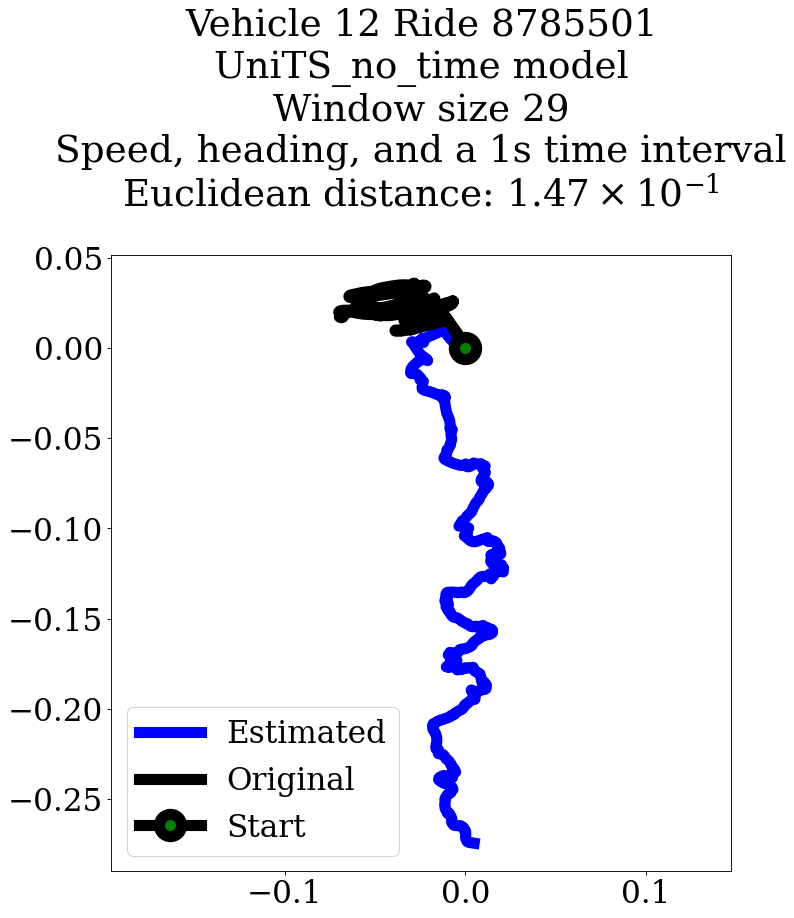 Vehicle 12 Ride 8785501
UniTS_no_time model
Window size 29
Speed, heading, and a 1s time interval
Euclidean distance: 1.47 × 10⁻¹
0.05
0.00
−0.05
−0.10
−0.15
−0.20
−0.25
Estimated
Original
Start
−0.1
0.0
0.1